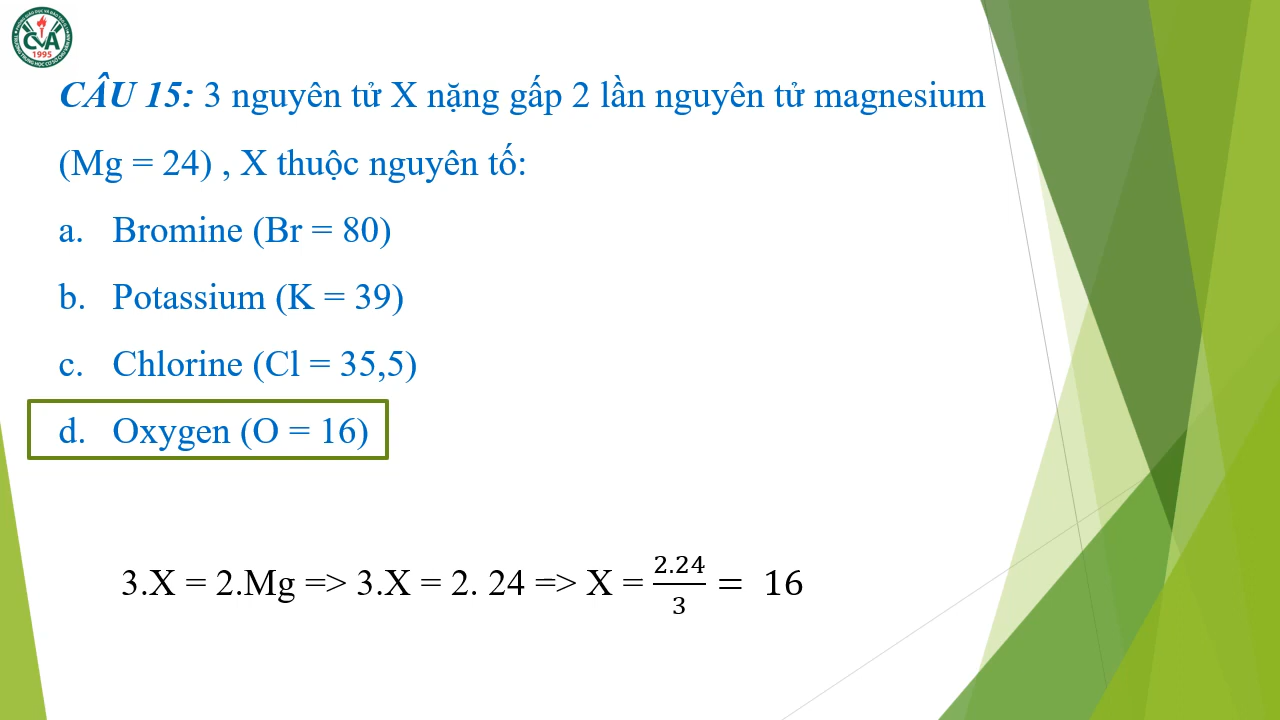 CVA
1995
CÂU 15: 3 nguyên tử X nặng gấp 2 lần nguyên tử magnesium
(Mg = 24) , X thuộc nguyên tố:
a. Bromine (Br = 80)
b. Potassium (K = 39)
c. Chlorine (Cl = 35,5)
d. Oxygen (O = 16)
3.X = 2.Mg => 3.X = 2. 24 => X = 2.24/3 = 16